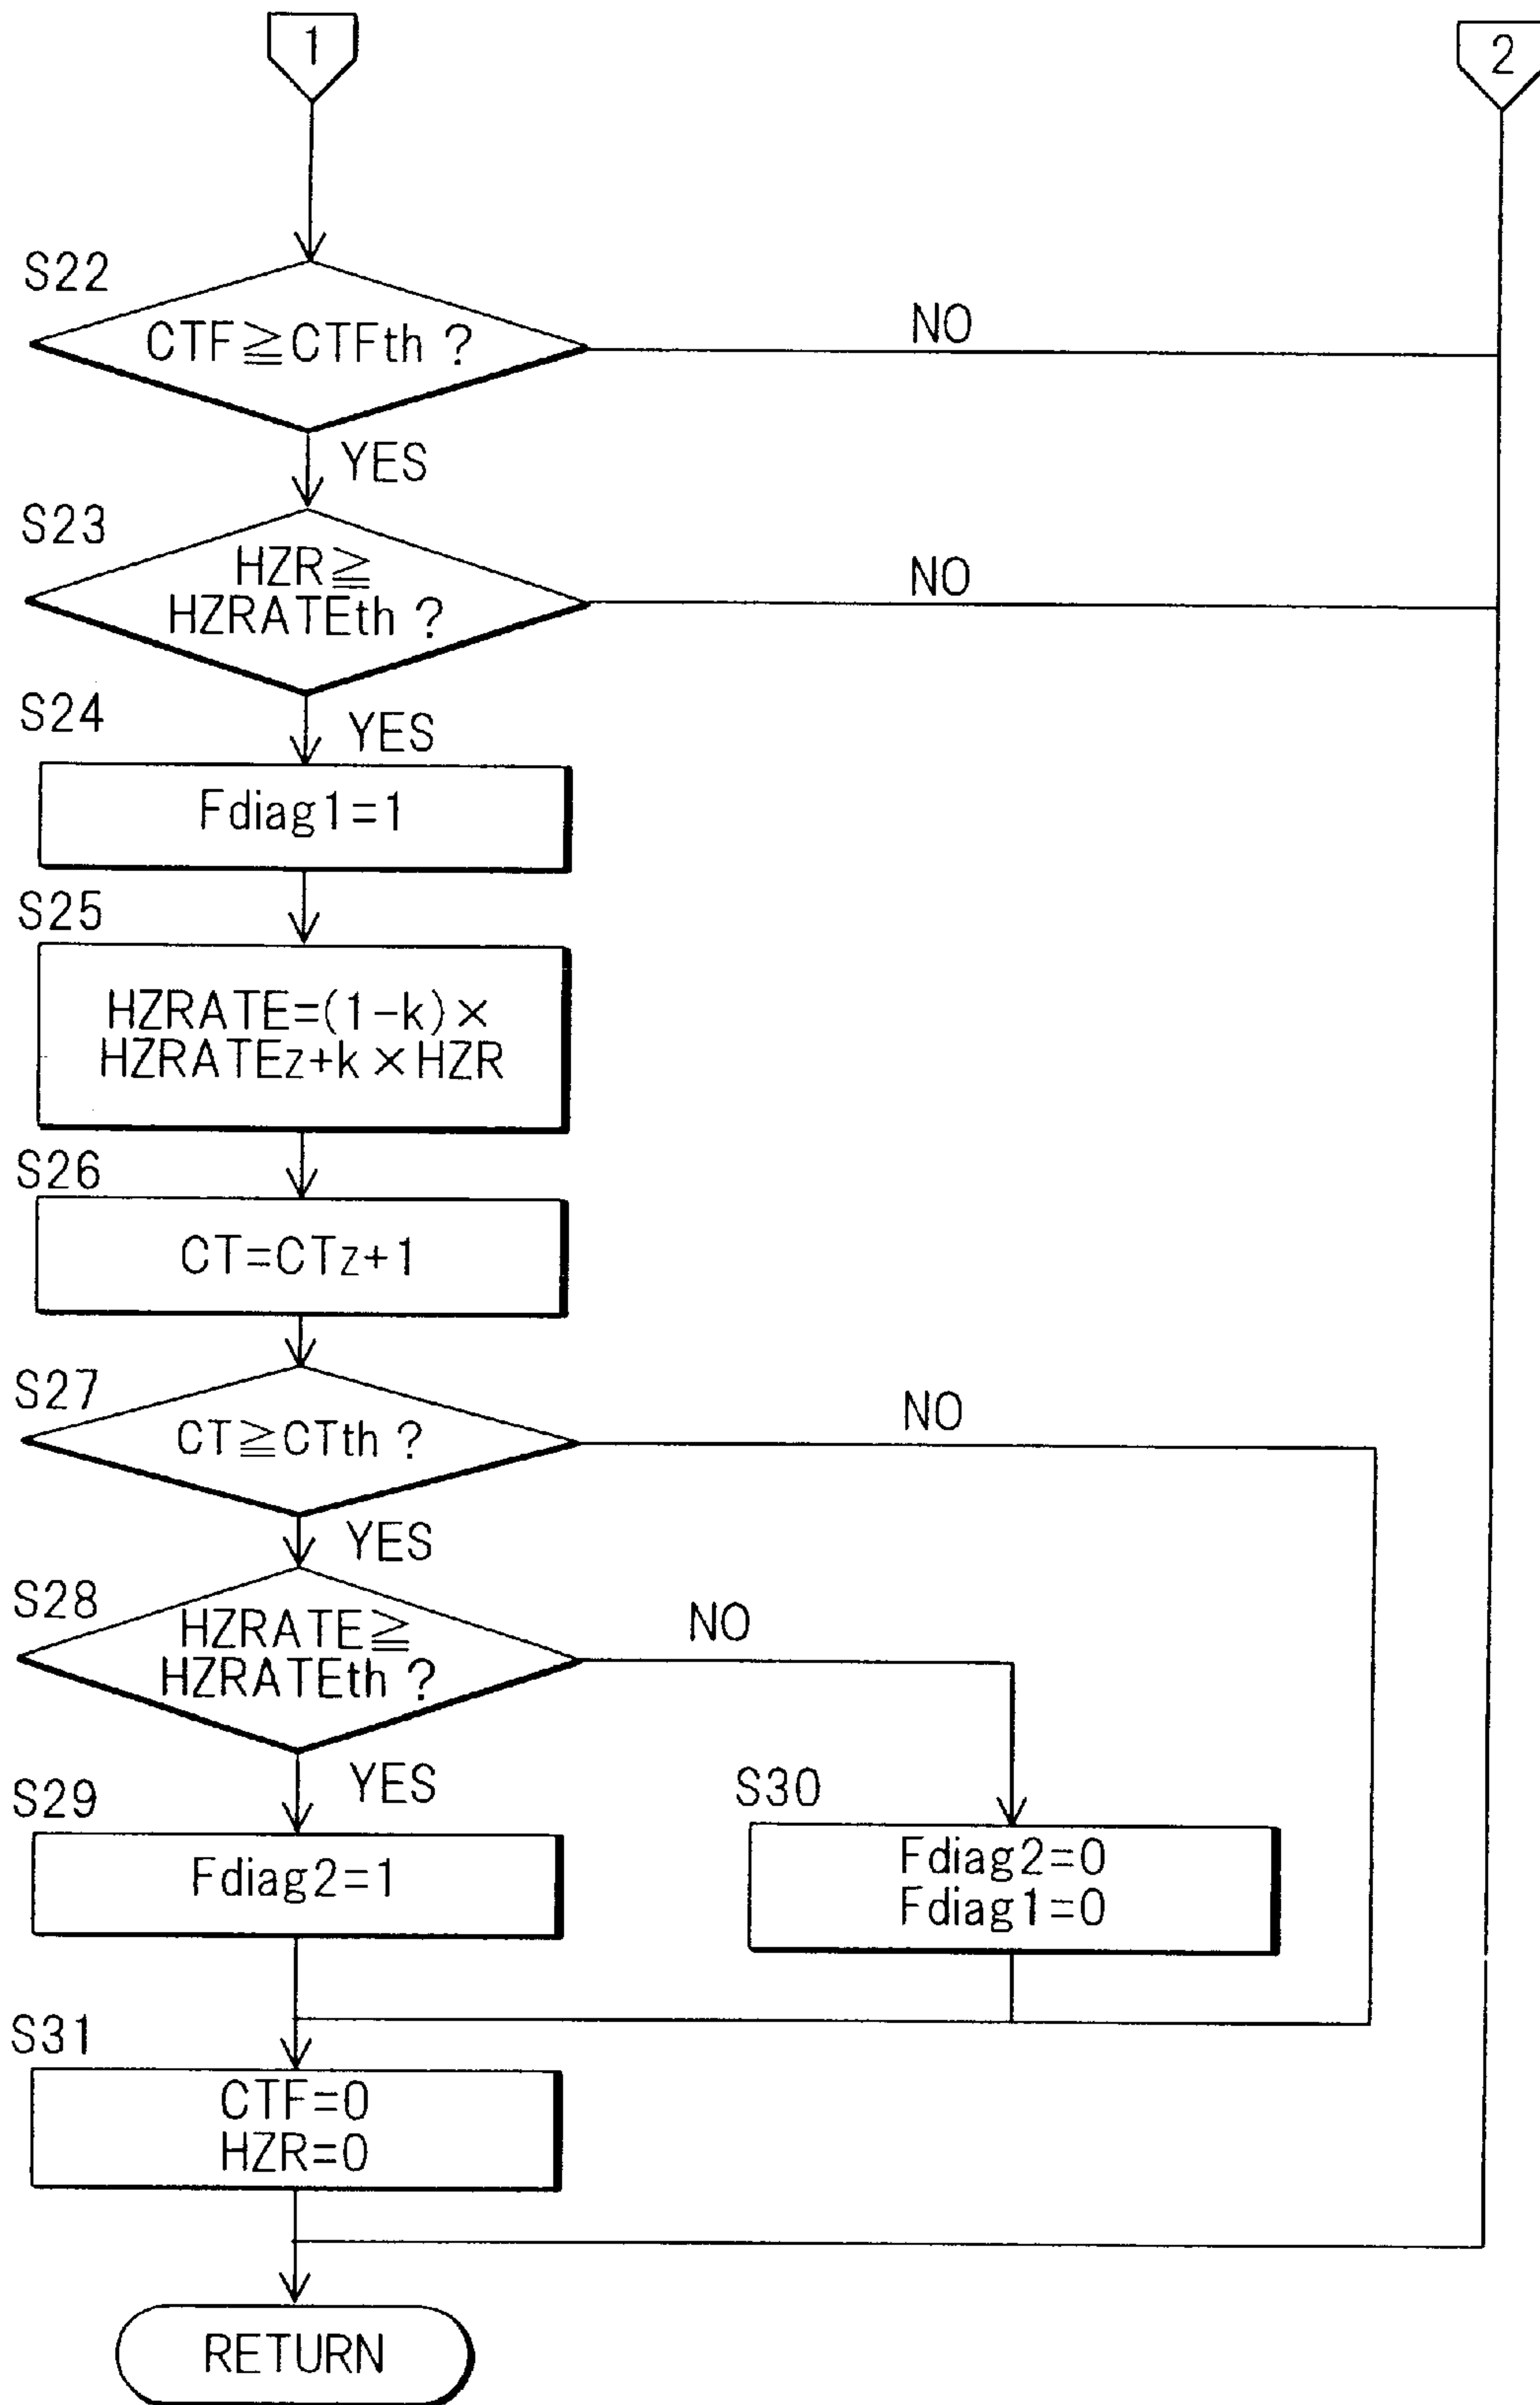 1
2
S22
CTF≧CTFth ?
NO
YES
S23
HZR≧
HZRATEth ?
NO
YES
S24
Fdiag1=1
S25
HZRATE=(1-k)×
HZRATEz+k×HZR
S26
CT=CTz+1
S27
CT≧CTth ?
NO
YES
S28
HZRATE≧
HZRATEth ?
NO
YES
S29
Fdiag2=1
S30
Fdiag2=0
Fdiag1=0
S31
CTF=0
HZR=0
RETURN